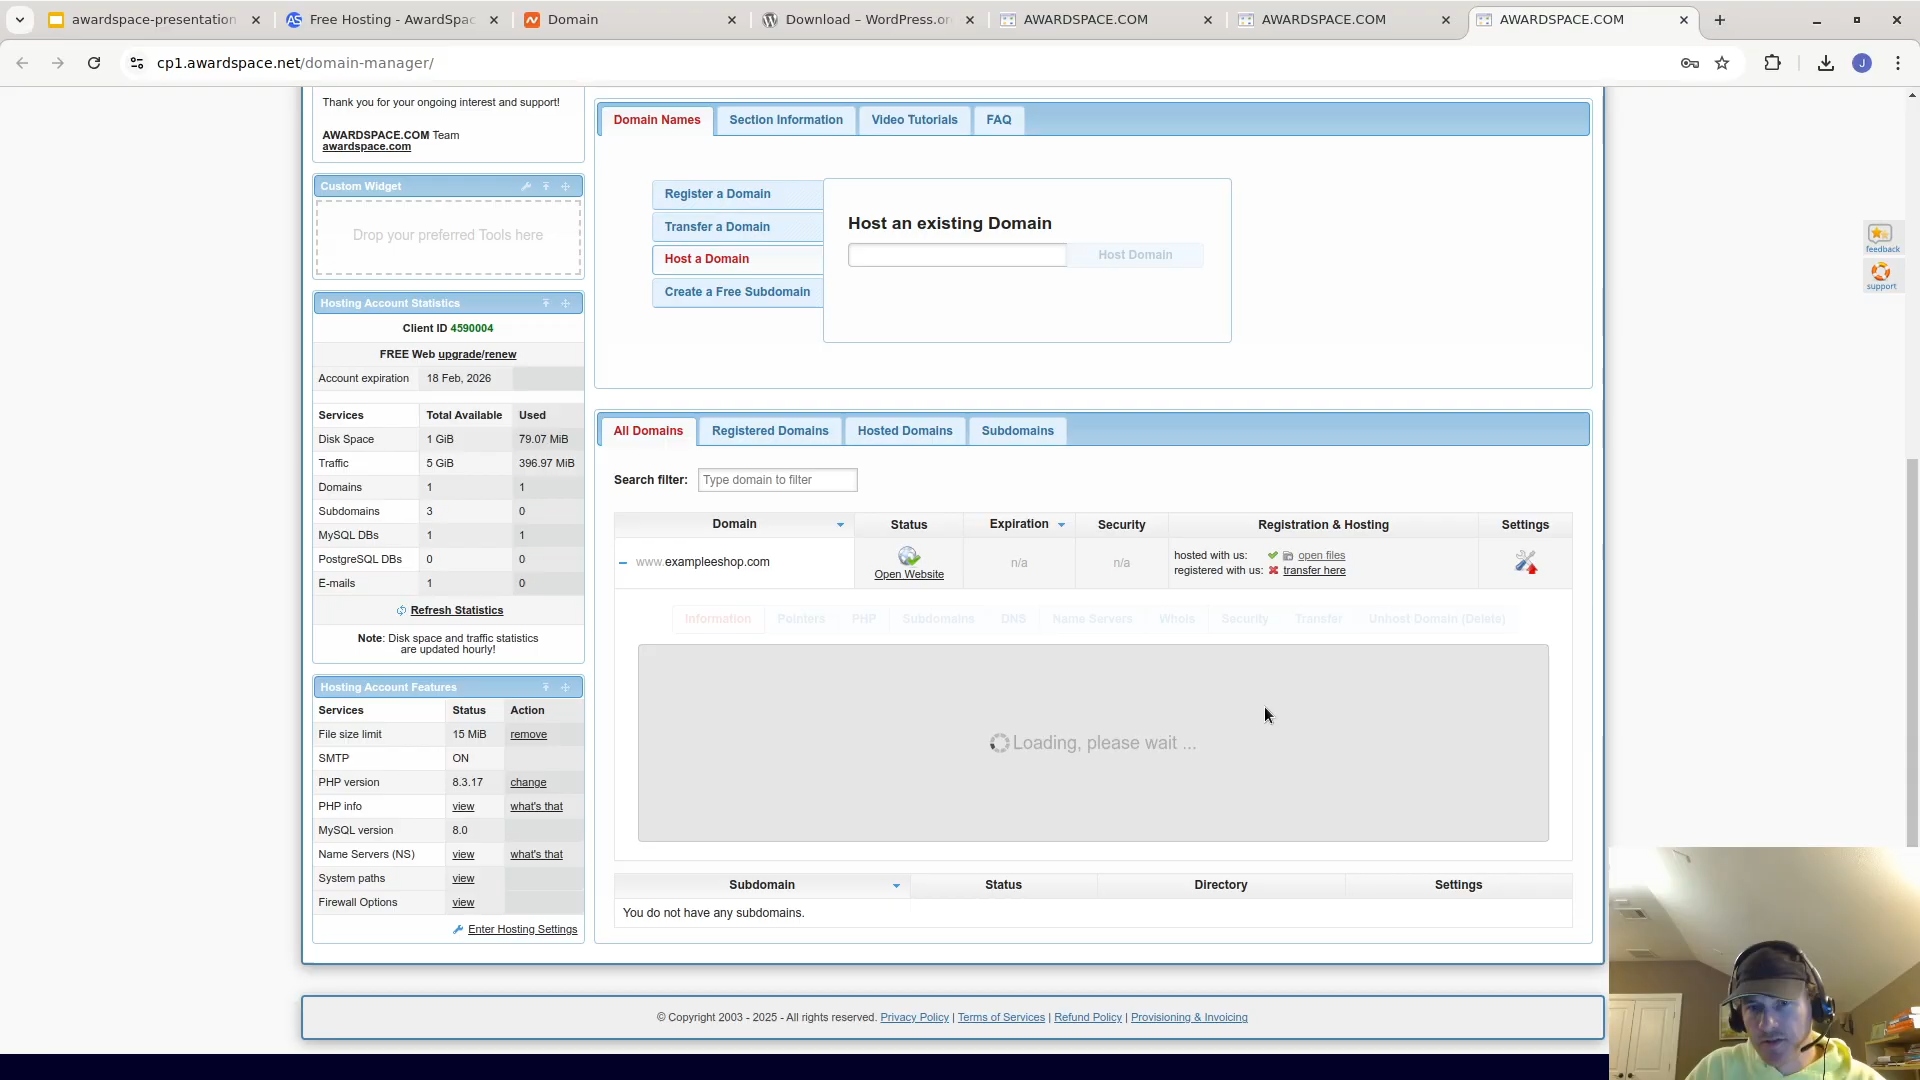 awardspace-presentation
Free Hosting - AwardSpac
Domain
Download – WordPress.or
AWARDSPACE.COM
AWARDSPACE.COM
AWARDSPACE.COM
cp1.awardspace.net/domain-manager/
J
Thank you for your ongoing interest and support!
AWARDSPACE.COM Team
awardspace.com
Custom Widget
Drop your preferred Tools here
Hosting Account Statistics
Client ID 4590004
FREE Web upgrade/renew
Account expiration 18 Feb, 2026
Services Total Available Used
Disk Space 1 GiB 79.07 MiB
Traffic 5 GiB 396.97 MiB
Domains 1 1
Subdomains 3 0
MySQL DBs 1 1
PostgreSQL DBs 0 0
E-mails 1 0
Refresh Statistics
Note: Disk space and traffic statistics
are updated hourly!
Hosting Account Features
Services Status Action
File size limit 15 MiB remove
SMTP ON
PHP version 8.3.17 change
PHP info view what's that
MySQL version 8.0
Name Servers (NS) view what's that
System paths view
Firewall Options view
Enter Hosting Settings
Domain Names Section Information Video Tutorials FAQ
Register a Domain
Transfer a Domain
Host a Domain
Create a Free Subdomain
Host an existing Domain
Host Domain
All Domains Registered Domains Hosted Domains Subdomains
Search filter: Type domain to filter
Domain Status Expiration Security Registration & Hosting Settings
www.exampleeshop.com
Open Website
n/a
n/a
hosted with us: open files
registered with us: transfer here
Information Pointers PHP Subdomains DNS Name Servers WhoIs Security Transfer Unhost Domain (Delete)
Loading, please wait ...
Subdomain Status Directory Settings
You do not have any subdomains.
feedback
support
© Copyright 2003 - 2025 - All rights reserved. Privacy Policy | Terms of Services | Refund Policy | Provisioning & Invoicing